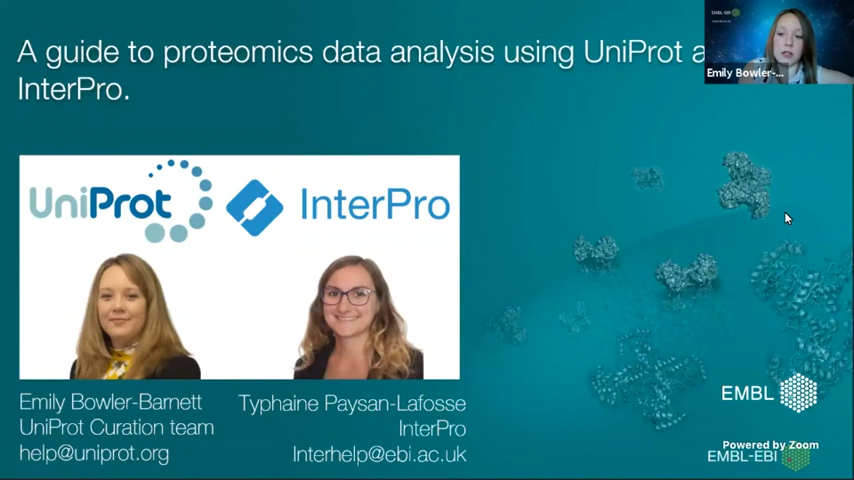 A guide to proteomics data analysis using UniProt a
InterPro.
Emily Bowler-...
UniProt
InterPro
Emily Bowler-Barnett
UniProt Curation team
help@uniprot.org
Typhaine Paysan-Lafosse
InterPro
Interhelp@ebi.ac.uk
EMBL
Powered by Zoom
EMBL-EBI